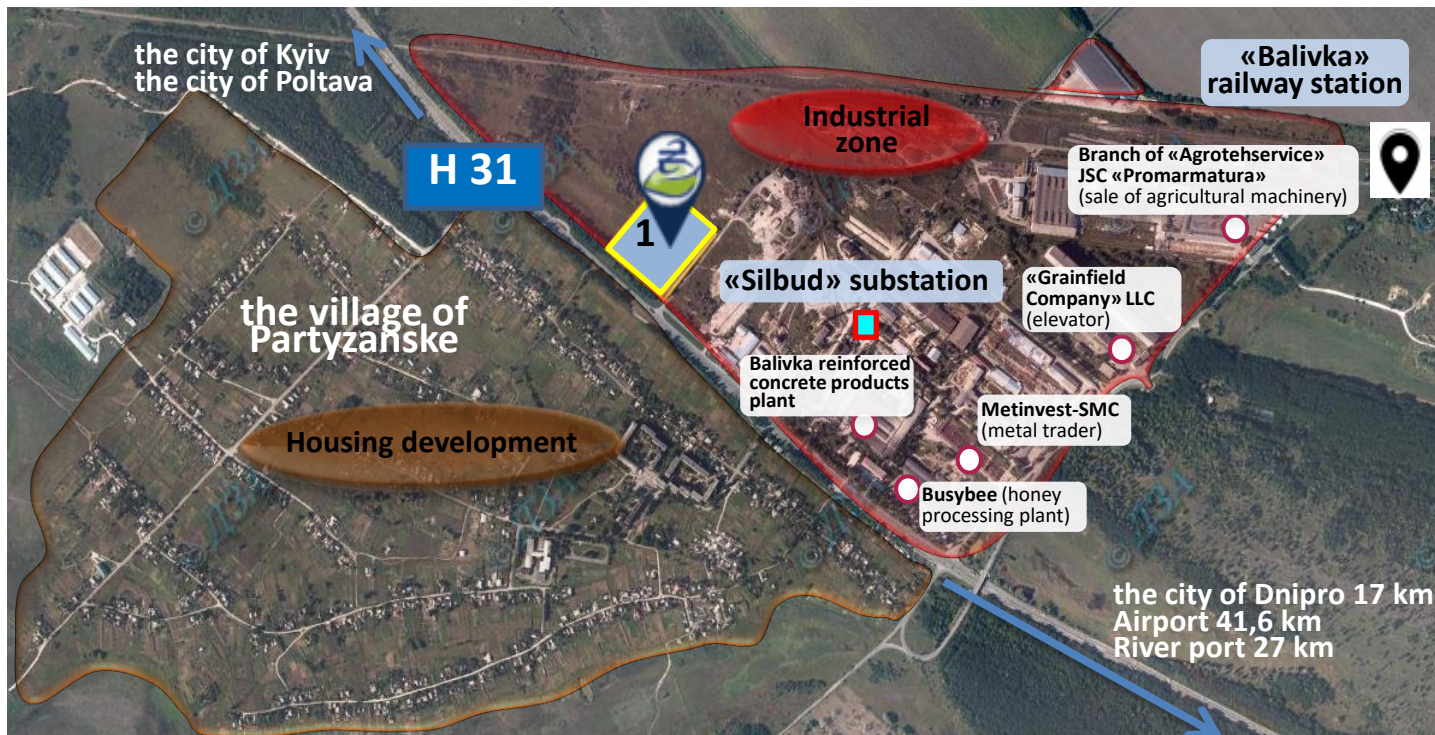 the city of Kyiv
the city of Poltava
«Balivka»
railway station
Industrial
zone
H 31
Branch of «Agrotehservice»
JSC «Promarmatura»
(sale of agricultural machinery)
1
«Silbud» substation
«Grainfield
Company» LLC
(elevator)
the village of
Partyzanske
Balivka reinforced
concrete products
plant
Metinvest-SMC
(metal trader)
Housing development
Busybee (honey
processing plant)
the city of Dnipro 17 km
Airport 41,6 km
River port 27 km